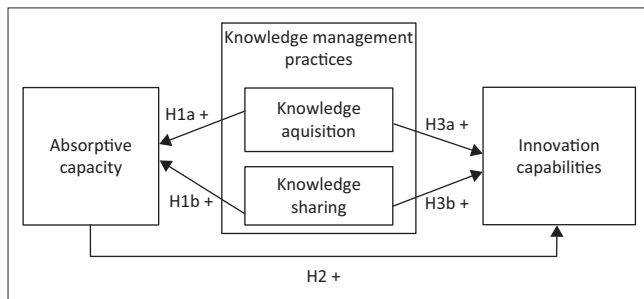 Knowledge management
practices
H1a +
Knowledge
aquisition
H3a +
Absorptive
capacity
Innovation
capabilities
H1b +
Knowledge
sharing
H3b +
H2 +